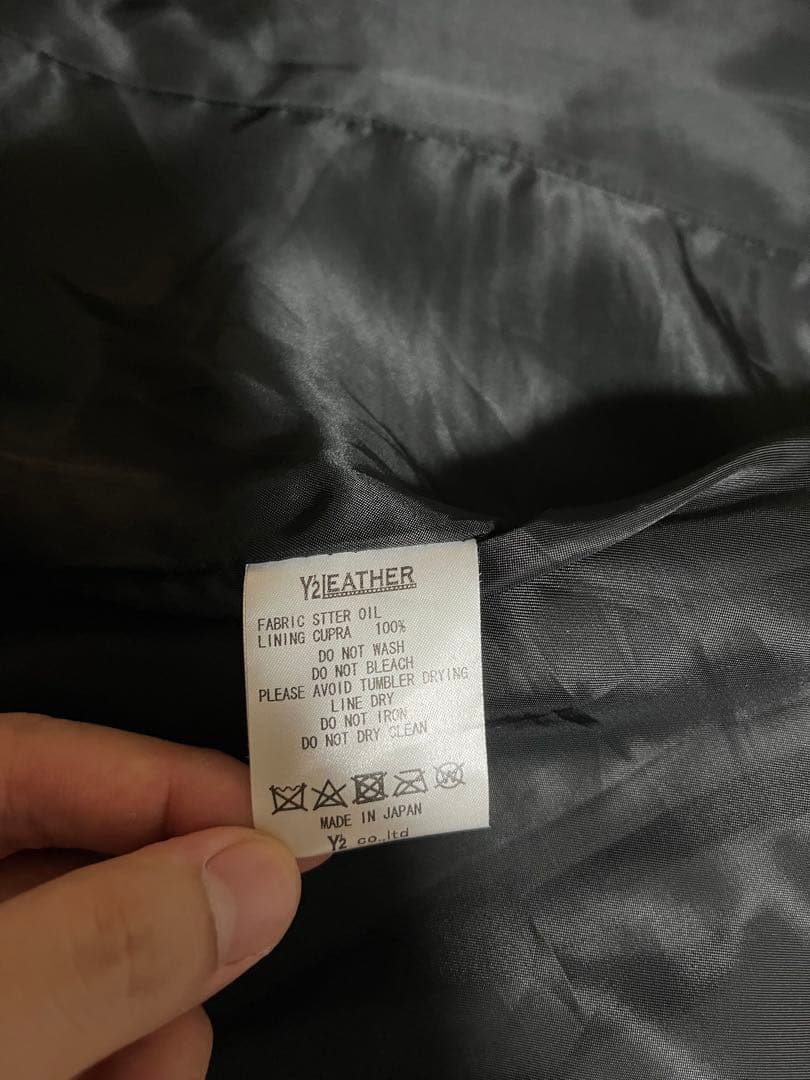 Y'2LEATHER
FABRIC STTER OIL
LINING CUPRA 100%
DO NOT WASH
DO NOT BLEACH
PLEASE AVOID TUMBLER DRYING
LINE DRY
DO NOT IRON
DO NOT DRY CLEAN
W
MADE IN JAPAN
Y'2 co.,ltd